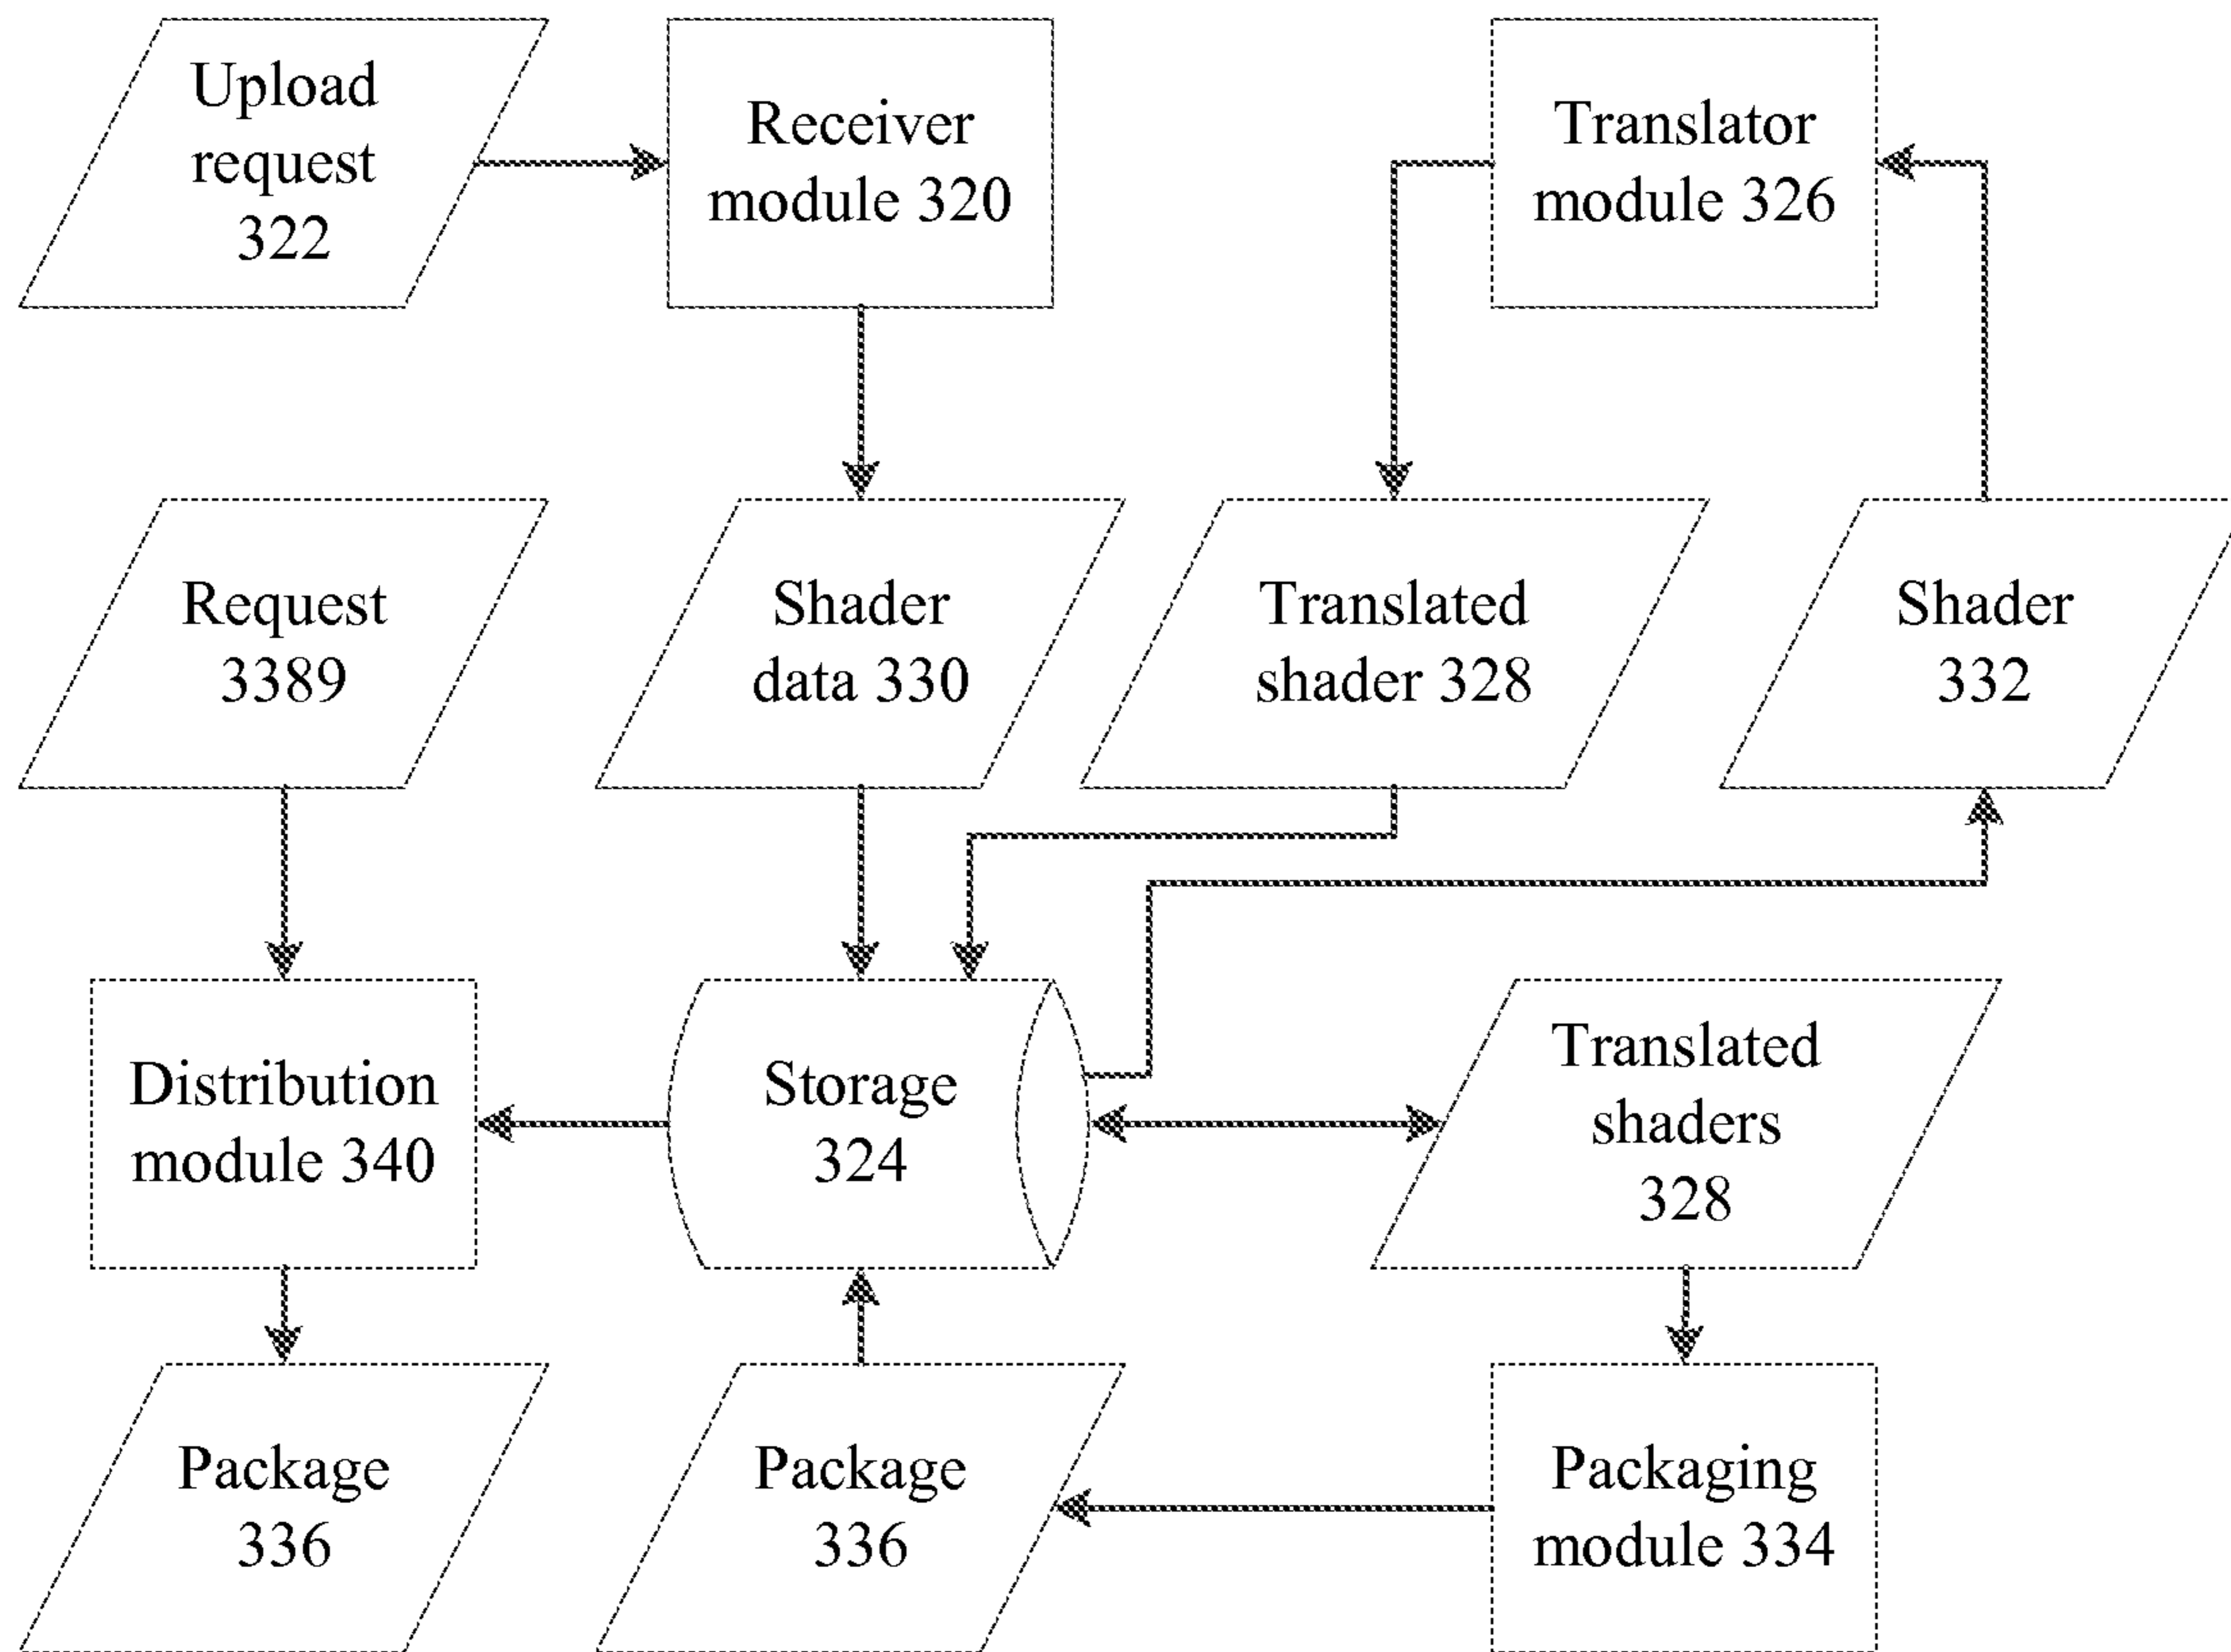 Upload
request
322
Receiver
module 320
Translator
module 326
Request
3389
Shader
data 330
Translated
shader 328
Shader
332
Distribution
module 340
Storage
324
Translated
shaders
328
Package
336
Package
336
Packaging
module 334